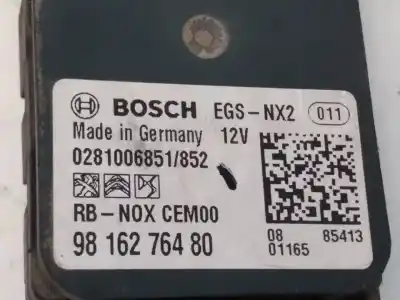 BOSCH EGS-NX2 011
Made in Germany 12V
0281006851/852
RB-NOX CEM00
98 162 764 80
08 85413
01165